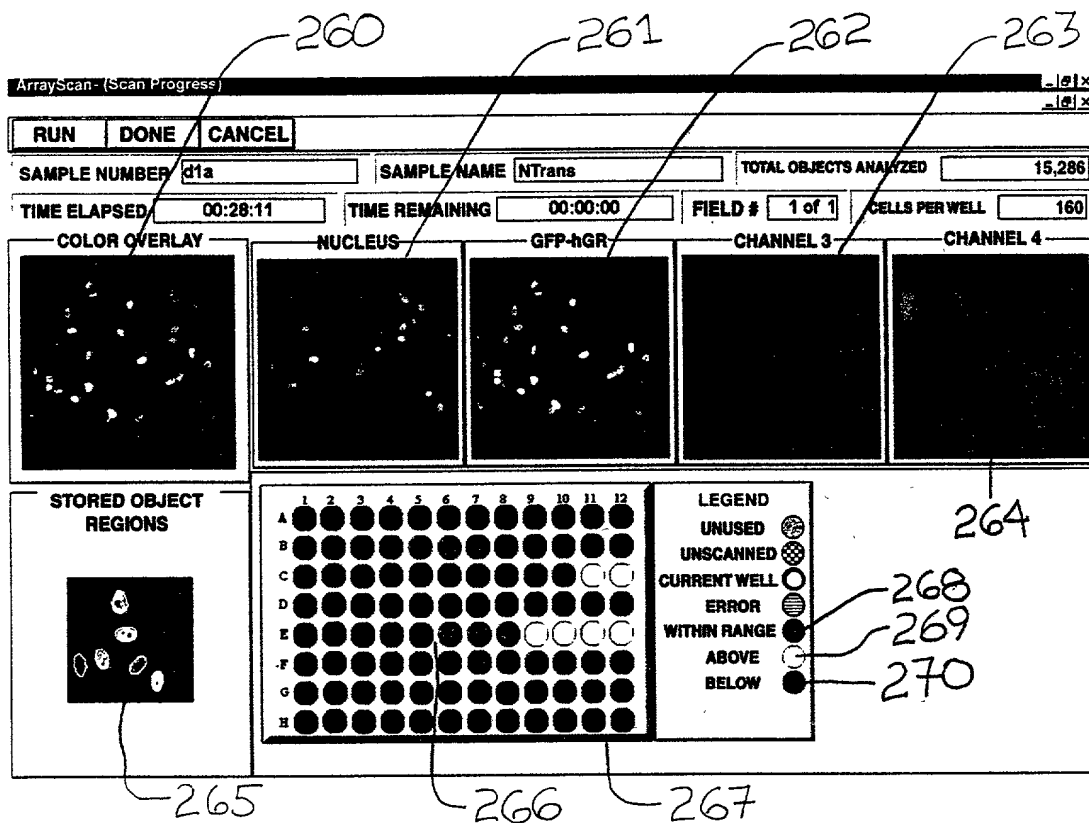 260 261 262 263
ArrayScan - (Scan Progress)
RUN DONE CANCEL
SAMPLE NUMBER d1a SAMPLE NAME NTrans TOTAL OBJECTS ANALYZED 15,286
TIME ELAPSED 00:28:11 TIME REMAINING 00:00:00 FIELD # 1 of 1 CELLS PER WELL 160
COLOR OVERLAY NUCLEUS GFP-hGR CHANNEL 3 CHANNEL 4
264
STORED OBJECT
REGIONS
1 2 3 4 5 6 7 8 9 10 11 12
A
B
C
D
E
F
G
H
LEGEND
UNUSED
UNSCANNED
CURRENT WELL
ERROR
WITHIN RANGE 268
ABOVE 269
BELOW 270
265 266 267